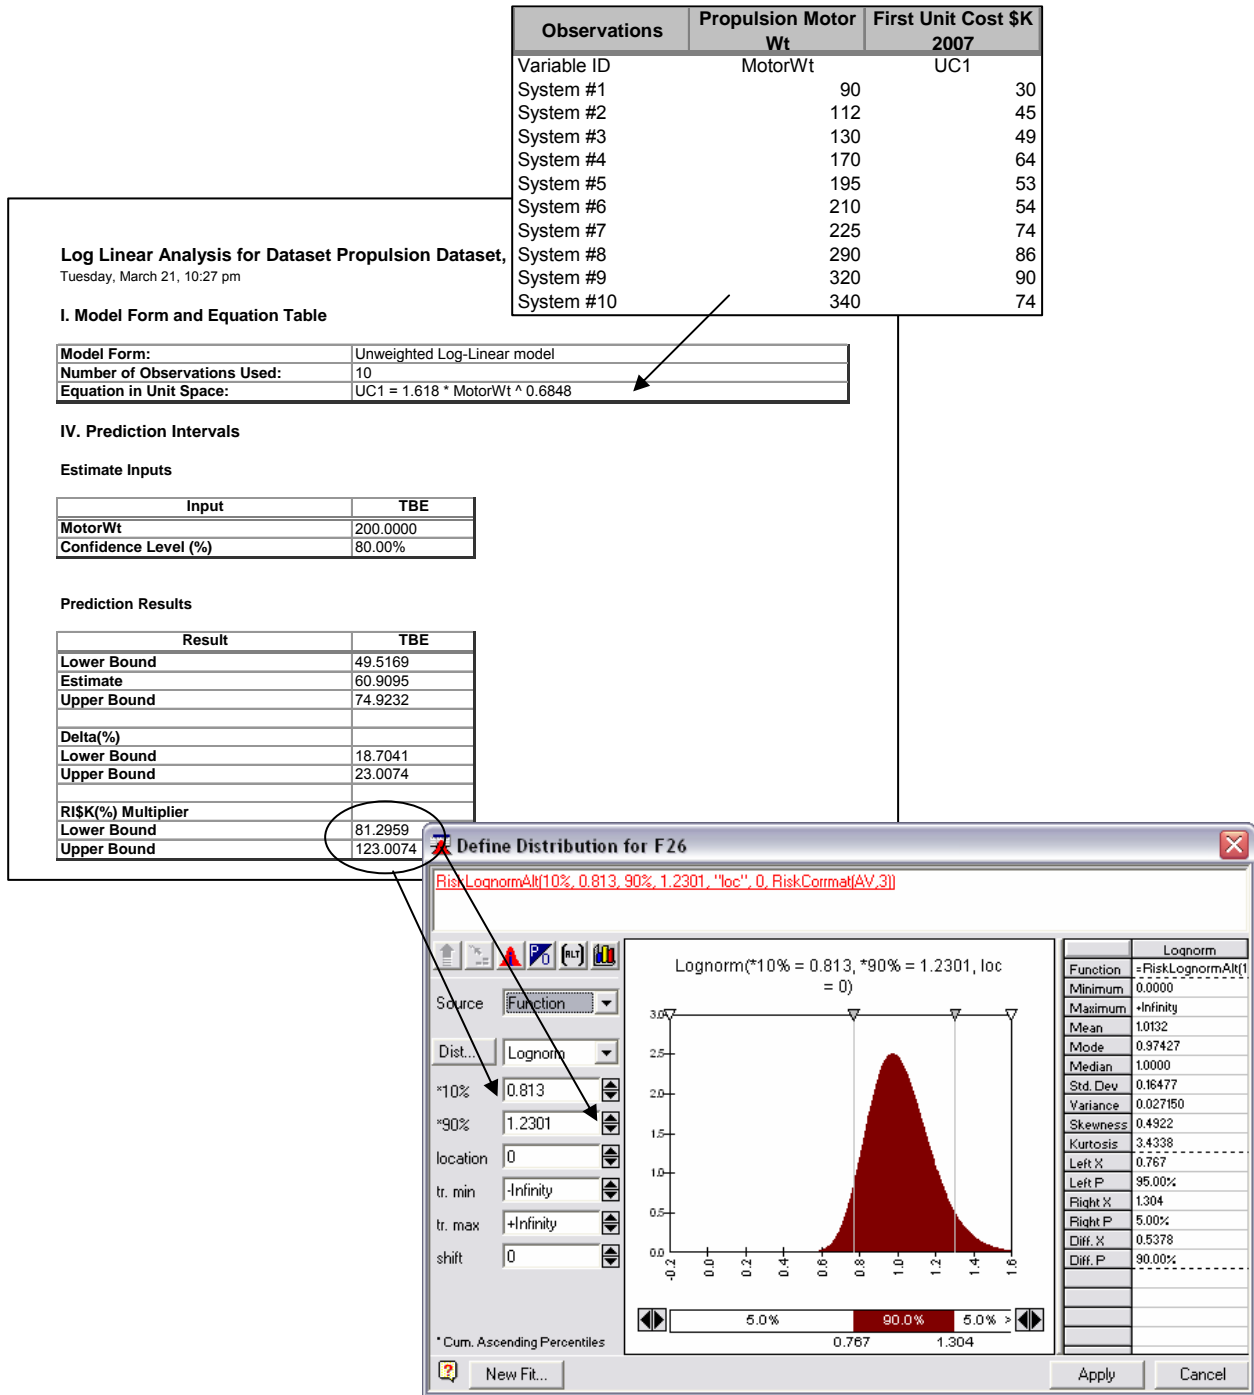 Observations Propulsion Motor Wt First Unit Cost $K 2007
Variable ID MotorWt UC1
System #1 90 30
System #2 112 45
System #3 130 49
System #4 170 64
System #5 195 53
System #6 210 54
System #7 225 74
System #8 290 86
System #9 320 90
System #10 340 74
Log Linear Analysis for Dataset Propulsion Dataset,
Tuesday, March 21, 10:27 pm
I. Model Form and Equation Table
Model Form: Unweighted Log-Linear model
Number of Observations Used: 10
Equation in Unit Space: UC1 = 1.618 * MotorWt ^ 0.6848
IV. Prediction Intervals
Estimate Inputs
Input TBE
MotorWt 200.0000
Confidence Level (%) 80.00%
Prediction Results
Result TBE
Lower Bound 49.5169
Estimate 60.9095
Upper Bound 74.9232
Delta(%)
Lower Bound 18.7041
Upper Bound 23.0074
RI$K(%) Multiplier
Lower Bound 81.2959
Upper Bound 123.0074
Define Distribution for F26
RiskLognormAlt(10%, 0.813, 90%, 1.2301, "loc", 0, RiskCorrmat(AV,3))
Source Function
Dist... Lognorm
*10% 0.813
*90% 1.2301
location 0
tr. min -Infinity
tr. max +Infinity
shift 0
* Cum. Ascending Percentiles
Lognorm(*10% = 0.813, *90% = 1.2301, loc
= 0)
3.0
2.5
2.0
1.5
1.0
0.5
0.0
-0.2 0.0 0.2 0.4 0.6 0.8 1.0 1.2 1.4 1.6
5.0% 90.0% 5.0% >
0.767 1.304
Lognorm
Function =RiskLognormAlt(1
Minimum 0.0000
Maximum +Infinity
Mean 1.0132
Mode 0.97427
Median 1.0000
Std. Dev 0.16477
Variance 0.027150
Skewness 0.4922
Kurtosis 3.4338
Left X 0.767
Left P 95.00%
Right X 1.304
Right P 5.00%
Diff. X 0.5378
Diff. P 90.00%
New Fit...
Apply Cancel